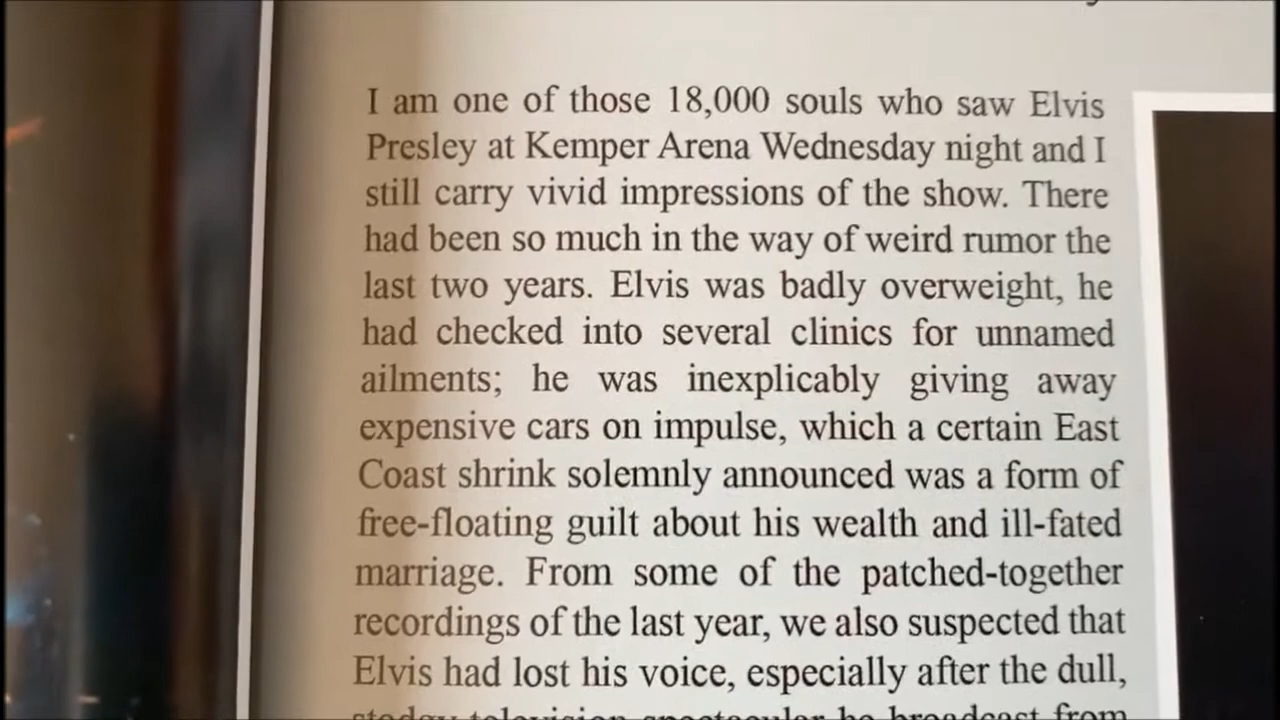 I am one of those 18,000 souls who saw Elvis
Presley at Kemper Arena Wednesday night and I
still carry vivid impressions of the show. There
had been so much in the way of weird rumor the
last two years. Elvis was badly overweight, he
had checked into several clinics for unnamed
ailments; he was inexplicably giving away
expensive cars on impulse, which a certain East
Coast shrink solemnly announced was a form of
free-floating guilt about his wealth and ill-fated
marriage. From some of the patched-together
recordings of the last year, we also suspected that
Elvis had lost his voice, especially after the dull,
television spectacular he broadcast from